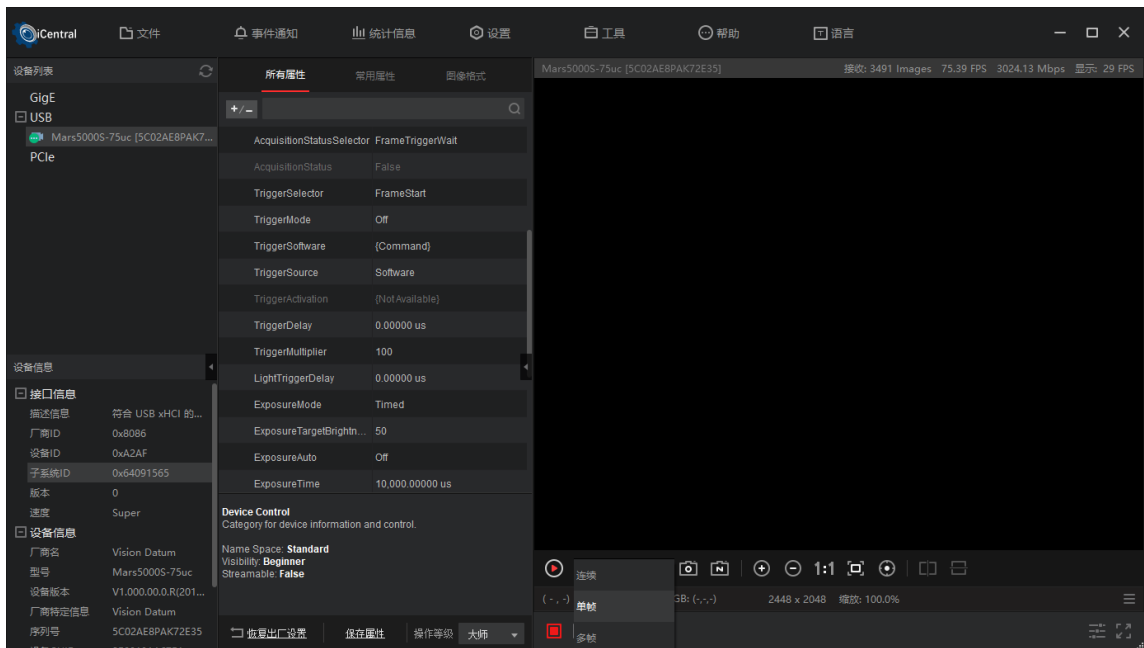 iCentral
文件
事件通知
统计信息
设置
工具
帮助
语言
设备列表
GigE
USB
Mars5000S-75uc [5C02AE8PAK7...
PCIe
设备信息
接口信息
描述信息 符合 USB xHCI 的...
厂商ID 0x8086
设备ID 0xA2AF
子系统ID 0x64091565
版本 0
速度 Super
设备信息
厂商名 Vision Datum
型号 Mars5000S-75uc
设备版本 V1.000.00.0.R(201...
厂商特定信息 Vision Datum
序列号 5C02AE8PAK72E35
所有属性 常用属性 图像格式
+/-
AcquisitionStatusSelector FrameTriggerWait
AcquisitionStatus False
TriggerSelector FrameStart
TriggerMode Off
TriggerSoftware {Command}
TriggerSource Software
TriggerActivation {Not Available}
TriggerDelay 0.00000 us
TriggerMultiplier 100
LightTriggerDelay 0.00000 us
ExposureMode Timed
ExposureTargetBrightn... 50
ExposureAuto Off
ExposureTime 10,000.00000 us
Device Control
Category for device information and control.
Name Space: Standard
Visibility: Beginner
Streamable: False
恢复出厂设置 保存属性 操作等级 大师
Mars5000S-75uc [5C02AE8PAK72E35] 接收: 3491 Images 75.39 FPS 3024.13 Mbps 显示: 29 FPS
连续
单帧
多帧
N
1:1
( - , -) GB: (-,-,-) 2448 x 2048 缩放: 100.0%